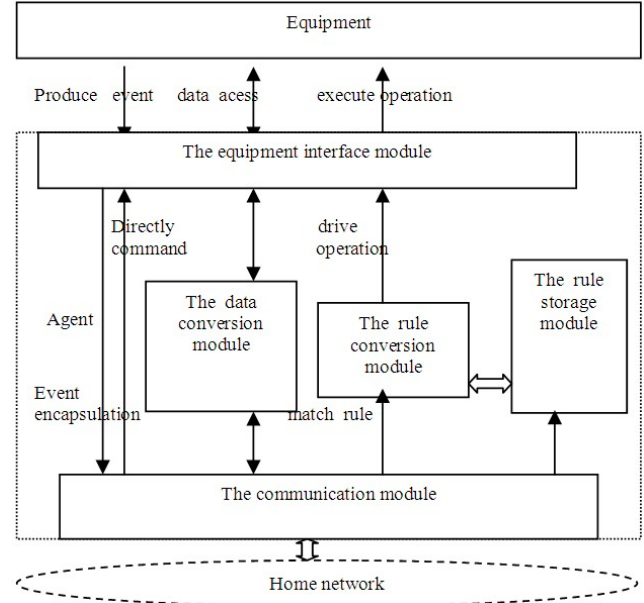 Equipment
Produce event data acess execute operation
The equipment interface module
Directly
command
drive
operation
The data
conversion
module
The rule
conversion
module
The rule
storage
module
Agent
Event
encapsulation
match rule
The communication module
Home network